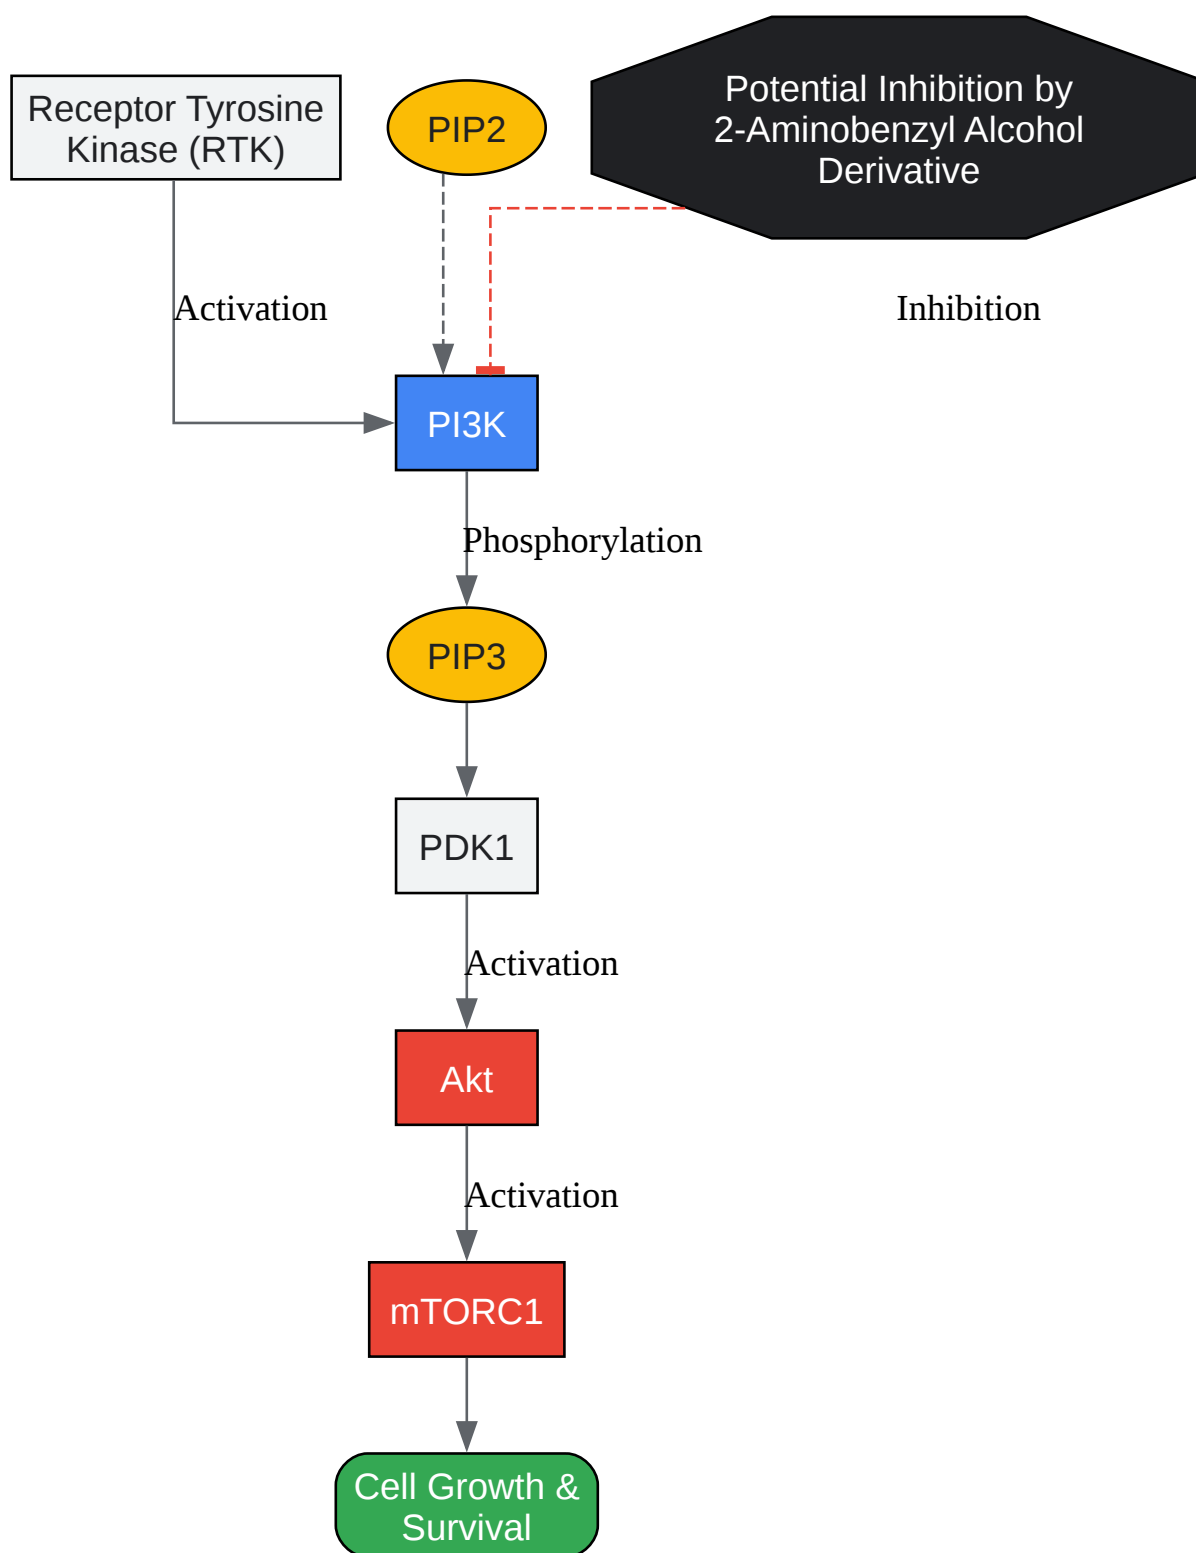 Receptor Tyrosine
Kinase (RTK)
PIP2
Potential Inhibition by
2-Aminobenzyl Alcohol
Derivative
Activation
Inhibition
PI3K
Phosphorylation
PIP3
PDK1
Activation
Akt
Activation
mTORC1
Cell Growth &
Survival